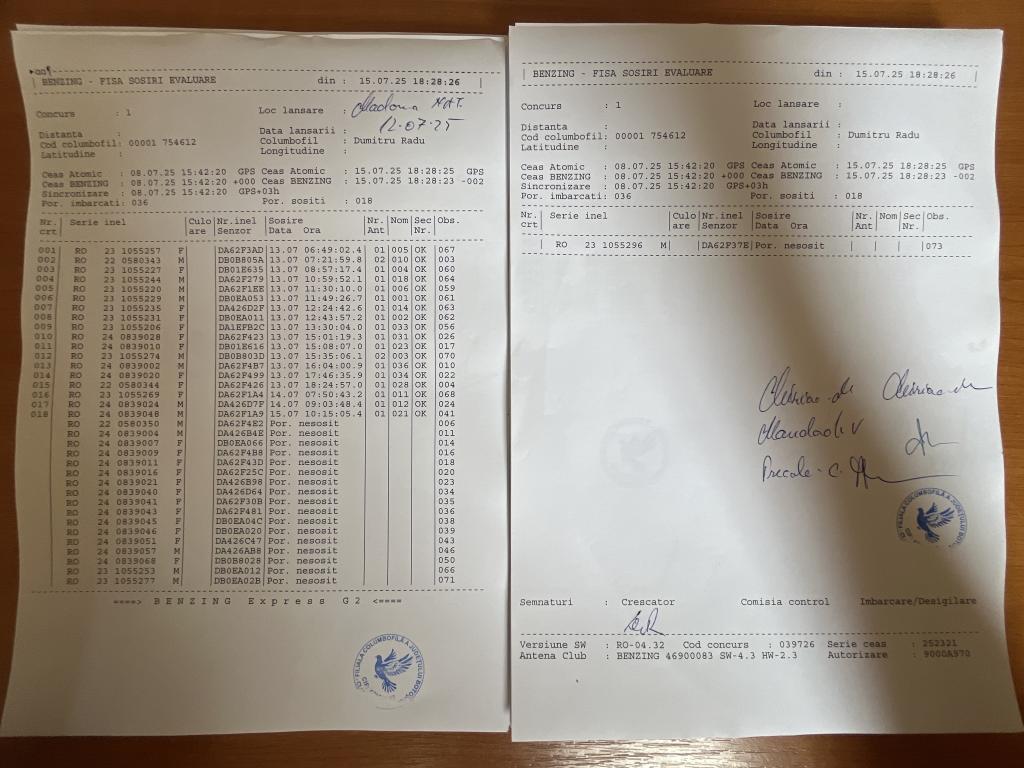 BENZING - FISA SOSIRI EVALUARE din : 15.07.25 18:28:26
Concurs : 1 Loc lansare : Madona Nat.
12.07.25
Distanta : Data lansarii :
Cod columbofil: 00001 754612 Columbofil : Dumitru Radu
Latitudine : Longitudine :
Ceas Atomic : 08.07.25 15:42:20 GPS Ceas Atomic : 15.07.25 18:28:25 GPS
Ceas BENZING : 08.07.25 15:42:20 +000 Ceas BENZING : 15.07.25 18:28:23 -002
Sincronizare : 08.07.25 15:42:20 GPS+03h
Por. imbarcati: 036 Por. sositi : 018
Nr. Serie inel Culo Nr.inel Sosire Nr. Nom Sec Obs.
crt are Senzor Data Ora Ant Nr.
001 RO 23 1055257 F DA62F3AD 13.07 06:49:02.4 01 005 OK 067
002 RO 22 0580343 M DB0B805A 13.07 07:21:59.8 02 010 OK 003
003 RO 23 1055227 F DB01E635 13.07 08:57:17.4 01 004 OK 060
004 RO 23 1055244 M DA62F279 13.07 10:59:52.1 01 018 OK 064
005 RO 23 1055220 M DA62F1EE 13.07 11:30:10.0 01 006 OK 059
006 RO 23 1055229 M DB0EA053 13.07 11:49:26.7 01 001 OK 061
007 RO 23 1055235 F DA426D2F 13.07 12:24:42.6 01 014 OK 063
008 RO 23 1055231 F DB0EA011 13.07 12:43:57.2 01 002 OK 062
009 RO 23 1055206 F DA1EFB2C 13.07 13:30:04.0 01 033 OK 056
010 RO 24 0839028 F DA62F423 13.07 15:01:19.3 01 031 OK 026
011 RO 24 0839010 F DB01E616 13.07 15:08:07.0 01 023 OK 017
012 RO 23 1055274 M DB0B803D 13.07 15:35:06.1 02 003 OK 070
013 RO 24 0839002 M DA62F4B7 13.07 16:04:00.9 01 036 OK 010
014 RO 24 0839020 F DA62F499 13.07 17:46:35.9 01 034 OK 022
015 RO 22 0580344 F DA62F426 13.07 18:24:57.0 01 028 OK 004
016 RO 23 1055269 F DA62F1A4 14.07 07:50:43.2 01 011 OK 068
017 RO 24 0839024 M DA426D7F 14.07 09:03:48.4 01 012 OK 024
018 RO 24 0839048 M DA62F1A9 15.07 10:15:05.4 01 021 OK 041
RO 22 0580350 M DA62F4E2 Por. nesosit 006
RO 24 0839004 M DA426B4E Por. nesosit 011
RO 24 0839007 F DB0EA066 Por. nesosit 014
RO 24 0839009 F DA62F4B8 Por. nesosit 016
RO 24 0839011 F DA62F43D Por. nesosit 018
RO 24 0839016 F DA62F25C Por. nesosit 020
RO 24 0839021 F DA426B98 Por. nesosit 023
RO 24 0839040 F DA426D64 Por. nesosit 034
RO 24 0839041 F DA62F30B Por. nesosit 035
RO 24 0839043 F DA62F481 Por. nesosit 036
RO 24 0839045 F DB0EA04C Por. nesosit 038
RO 24 0839046 F DB0EA020 Por. nesosit 039
RO 24 0839051 F DA426C47 Por. nesosit 043
RO 24 0839057 M DA426AB8 Por. nesosit 046
RO 24 0839068 F DB0B8028 Por. nesosit 050
RO 23 1055253 M DB0EA012 Por. nesosit 066
RO 23 1055277 M DB0EA02B Por. nesosit 071
====> BENZING Express G2 <====
FILIALA COLUMBOFILĂ A JUDEȚULUI
BENZING - FISA SOSIRI EVALUARE din : 15.07.25 18:28:26
Concurs : 1 Loc lansare :
Distanta : Data lansarii :
Cod columbofil: 00001 754612 Columbofil : Dumitru Radu
Latitudine : Longitudine :
Ceas Atomic : 08.07.25 15:42:20 GPS Ceas Atomic : 15.07.25 18:28:25 GPS
Ceas BENZING : 08.07.25 15:42:20 +000 Ceas BENZING : 15.07.25 18:28:23 -002
Sincronizare : 08.07.25 15:42:20 GPS+03h
Por. imbarcati: 036 Por. sositi : 018
Nr. Serie inel Culo Nr.inel Sosire Nr. Nom Sec Obs.
crt are Senzor Data Ora Ant Nr.
RO 23 1055296 M DA62F37E Por. nesosit 073
FILIALA COLUMBOFILĂ A JUDEȚULUI
Semnaturi : Crescator Comisia control Imbarcare/Desigilare
Versiune SW : RO-04.32 Cod concurs : 039726 Serie ceas : 252321
Antena Club : BENZING 46900083 SW-4.3 HW-2.3 Autorizare : 9000A970